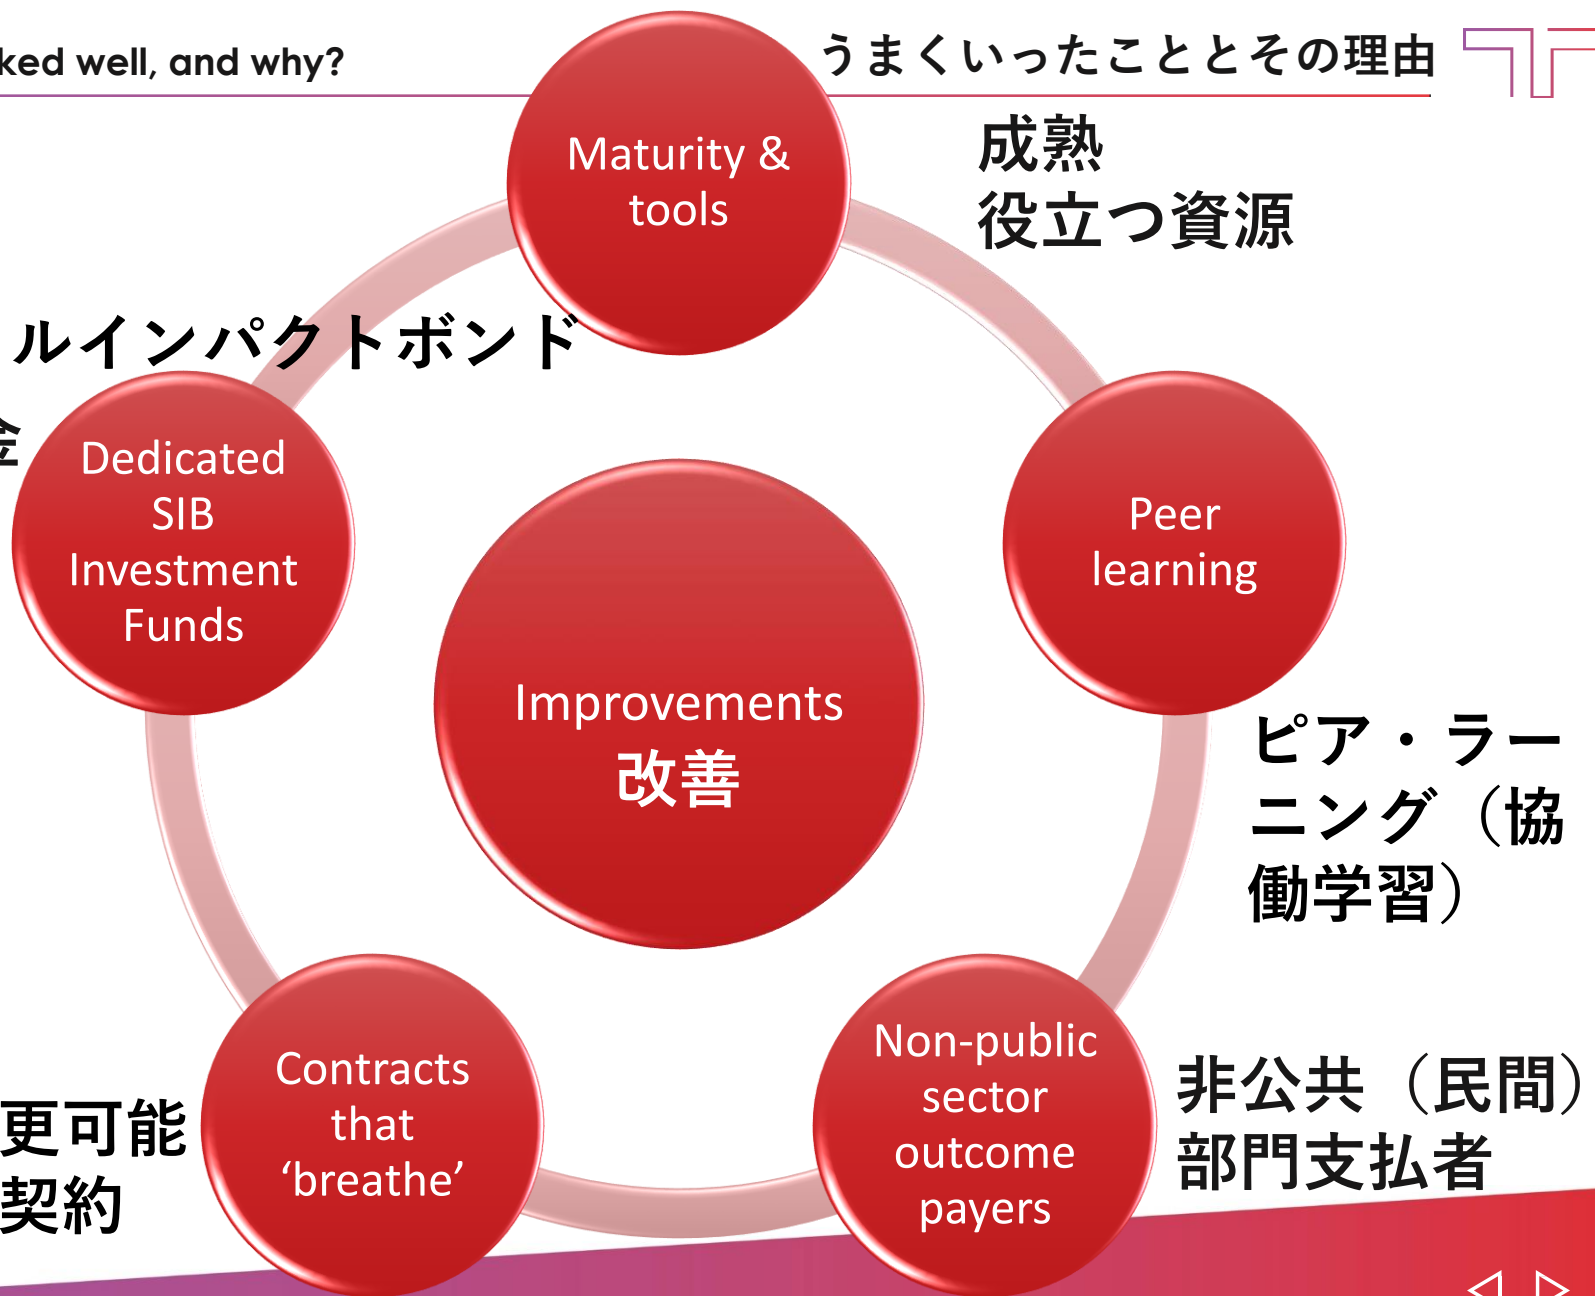 ked well, and why?
うまくいったこととその理由
Maturity &
tools
成熟
役立つ資源
ルインパクトボンド
金
Dedicated
SIB
Investment
Funds
Peer
learning
ピア・ラー
ニング（協
働学習）
Improvements
改善
Non-public
sector
outcome
payers
非公共（民間）
部門支払者
Contracts
that
‘breathe’
更可能
契約